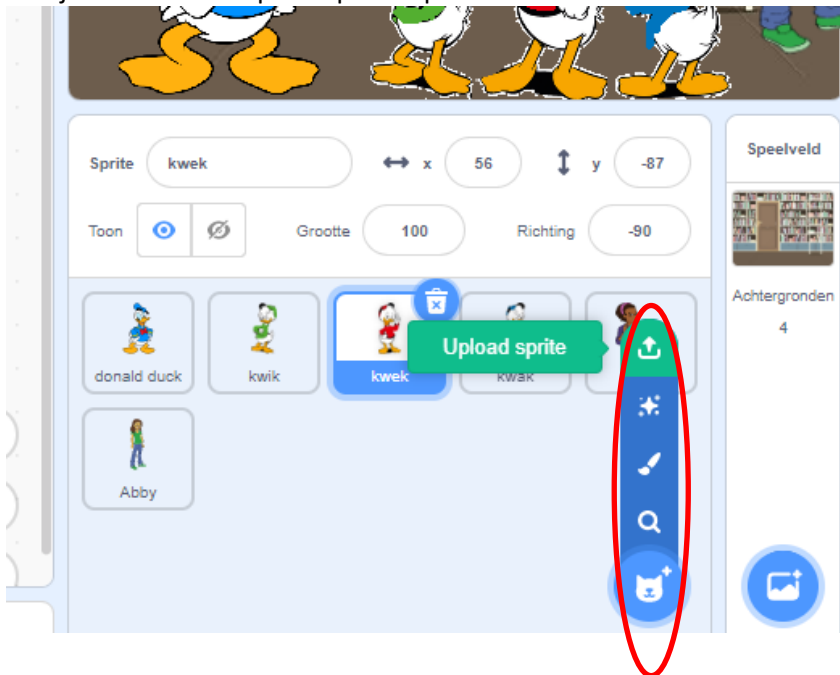 Sprite kwek x 56 y -87
Speelveld
Toon Grootte 100 Richting -90
Achtergronden
4
Upload sprite
donald duck kwik kwek kwak
Abby